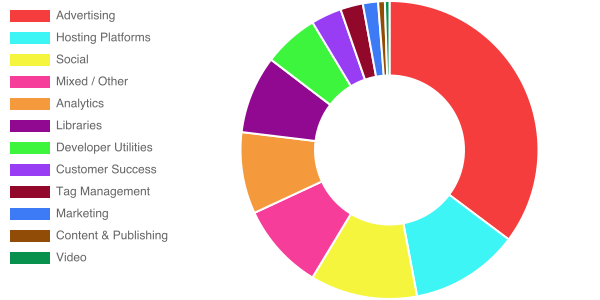 Advertising
Hosting Platforms
Social
Mixed / Other
Analytics
Libraries
Developer Utilities
Customer Success
Tag Management
Marketing
Content & Publishing
Video